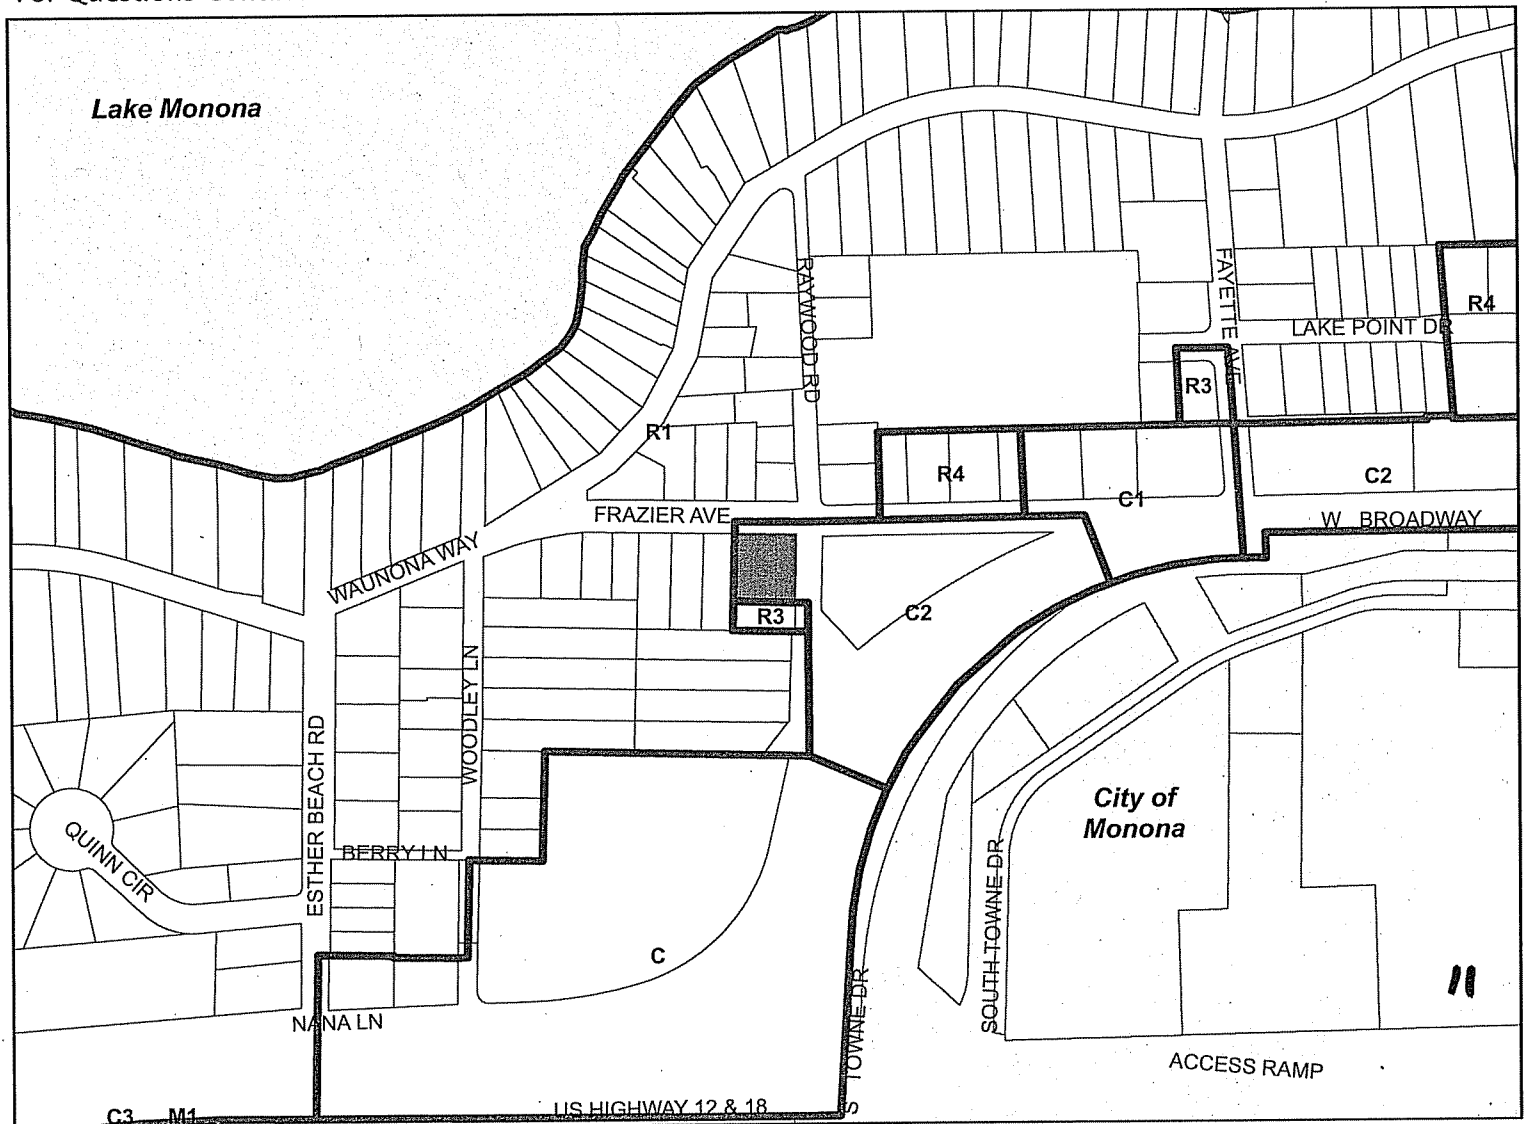 Lake Monona
RAYWOOD RD
FAYETTE AVE
R4
LAKE POINT DR
R3
R1
R4
C1
C2
FRAZIER AVE
W BROADWAY
WAUNONA WAY
R3
C2
WOODLEY LN
ESTHER BEACH RD
City of
Monona
QUINN CIR
BERRY LN
SOUTH TOWNE DR
C
11
NANA LN
S TOWNE DR
ACCESS RAMP
C3 M1
US HIGHWAY 12 & 18